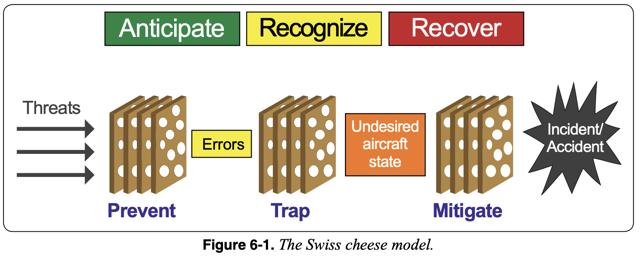 Anticipate
Recognize
Recover
Threats
Errors
Undesired
aircraft
state
Incident/
Accident
Prevent
Trap
Mitigate
Figure 6-1. The Swiss cheese model.